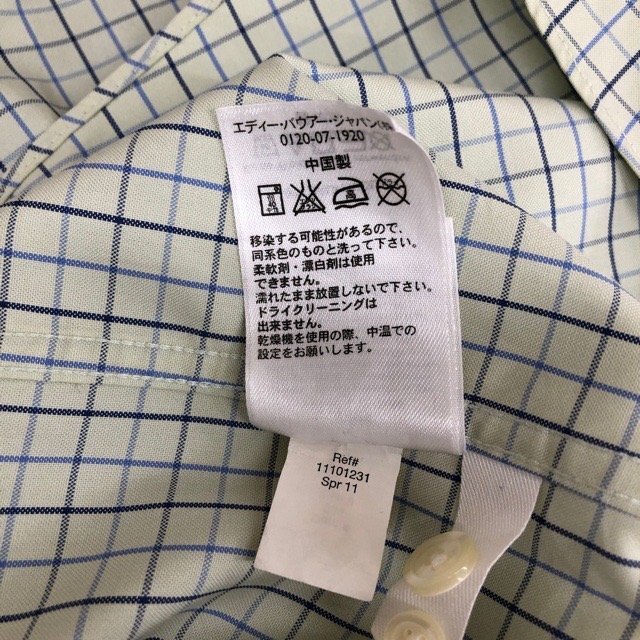 エディー・バウアー・ジャパン(株)
0120-07-1920
中国製
移染する可能性があるので、
同系色のものと洗って下さい。
柔軟剤・漂白剤は使用
できません。
濡れたまま放置しないで下さい。
ドライクリーニングは
出来ません。
乾燥機を使用の際、中温での
設定をお願いします。
Ref#
11101231
Spr 11